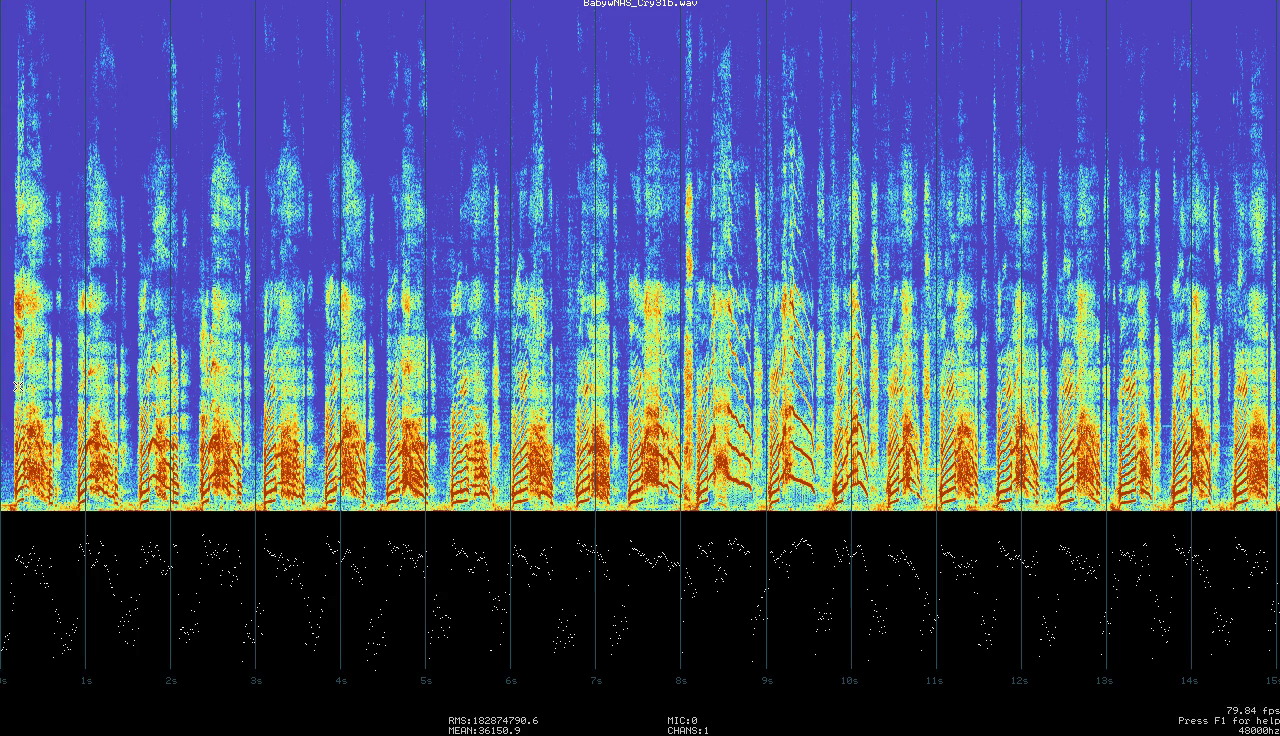 BabywNAS_Cry31b.wav
0s 1s 2s 3s 4s 5s 6s 7s 8s 9s 10s 11s 12s 13s 14s 15s
79.84 fps
RMS:182874790.6 MIC:0 Press F1 for help
MEAN:36150.9 CHANS:1 48000hz